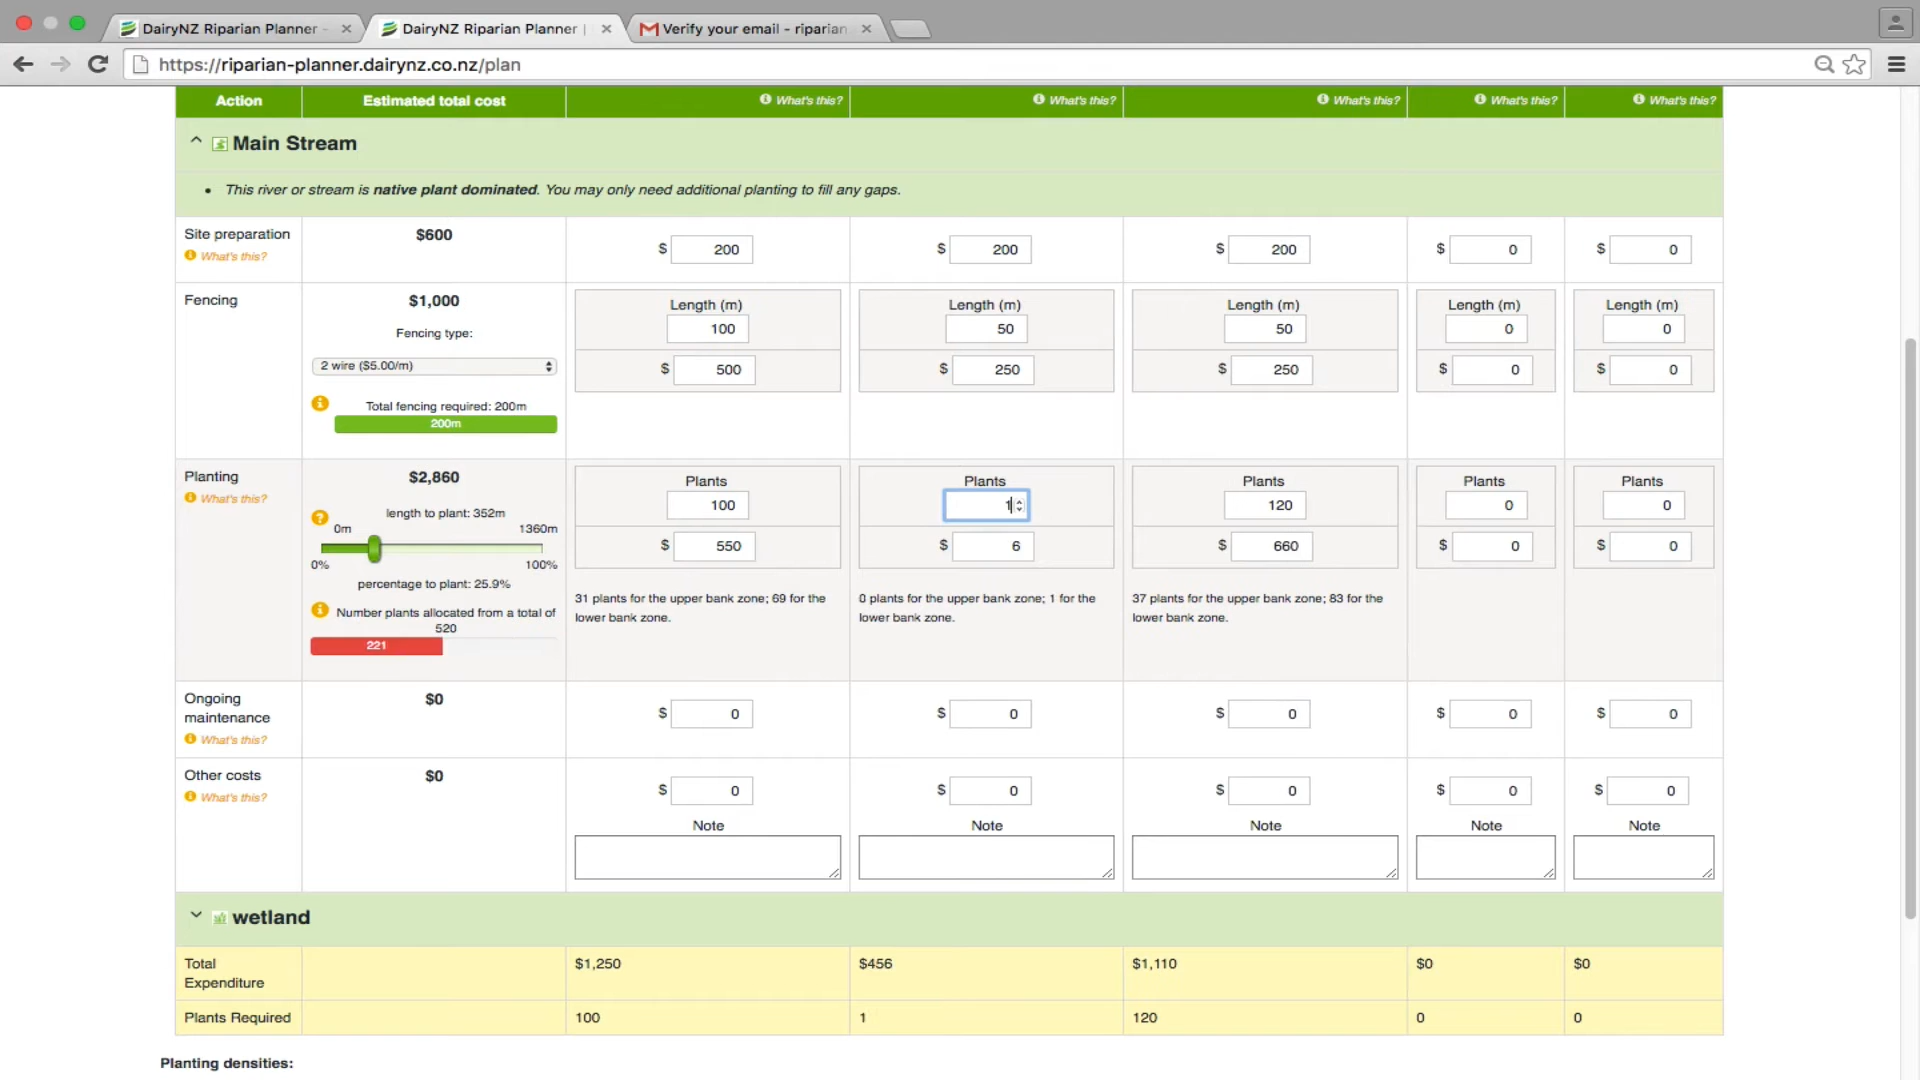 DairyNZ Riparian Planner -
DairyNZ Riparian Planner |
Verify your email - riparian
https://riparian-planner.dairynz.co.nz/plan
Action
Estimated total cost
What's this?
What's this?
What's this?
What's this?
What's this?
Main Stream
• This river or stream is native plant dominated. You may only need additional planting to fill any gaps.
Site preparation
What's this?
$600
$ 200
$ 200
$ 200
$ 0
$ 0
Fencing
$1,000
Fencing type:
2 wire ($5.00/m)
Total fencing required: 200m
200m
Length (m)
100
$ 500
Length (m)
50
$ 250
Length (m)
50
$ 250
Length (m)
0
$ 0
Length (m)
0
$ 0
Planting
What's this?
$2,860
length to plant: 352m
0m 1360m
0% 100%
percentage to plant: 25.9%
Number plants allocated from a total of
520
221
Plants
100
$ 550
31 plants for the upper bank zone; 69 for the
lower bank zone.
Plants
1
$ 6
0 plants for the upper bank zone; 1 for the
lower bank zone.
Plants
120
$ 660
37 plants for the upper bank zone; 83 for the
lower bank zone.
Plants
0
$ 0
Plants
0
$ 0
Ongoing
maintenance
What's this?
$0
$ 0
$ 0
$ 0
$ 0
$ 0
Other costs
What's this?
$0
$ 0
Note
$ 0
Note
$ 0
Note
$ 0
Note
$ 0
Note
wetland
Total
Expenditure
$1,250
$456
$1,110
$0
$0
Plants Required
100
1
120
0
0
Planting densities: